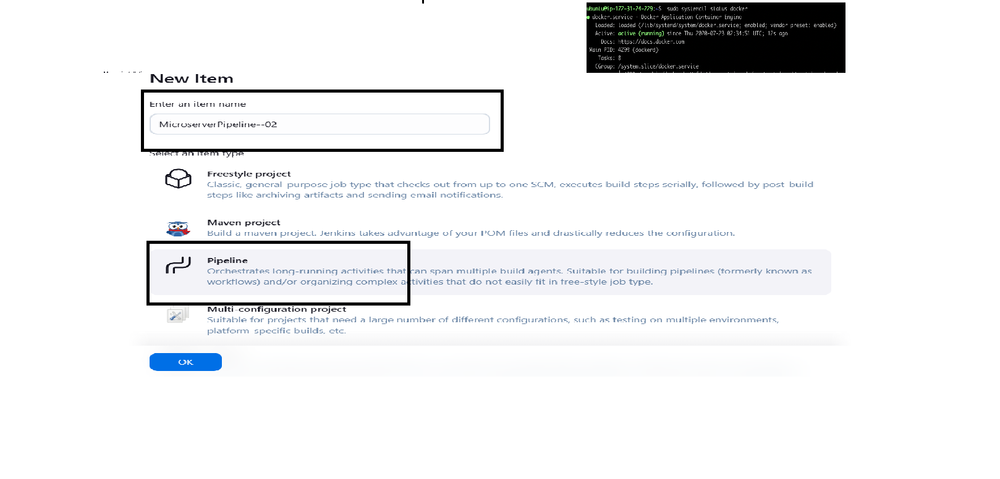 ubuntu@ip-172-31-24-229:~$ sudo systemctl status docker
● docker.service - Docker Application Container Engine
Loaded: loaded (/lib/systemd/system/docker.service; enabled; vendor preset: enabled)
Active: active (running) since Thu 2020-07-23 02:34:51 UTC; 12s ago
Docs: https://docs.docker.com
Main PID: 4299 (dockerd)
Tasks: 8
CGroup: /system.slice/docker.service
New Item
Enter an item name
MicroserverPipeline--02
Select an item type
Freestyle project
Classic, general-purpose job type that checks out from up to one SCM, executes build steps serially, followed by post-build
steps like archiving artifacts and sending email notifications.
Maven project
Build a maven project. Jenkins takes advantage of your POM files and drastically reduces the configuration.
Pipeline
Orchestrates long-running activities that can span multiple build agents. Suitable for building pipelines (formerly known as
workflows) and/or organizing complex activities that do not easily fit in free-style job type.
Multi-configuration project
Suitable for projects that need a large number of different configurations, such as testing on multiple environments,
platform-specific builds, etc.
OK